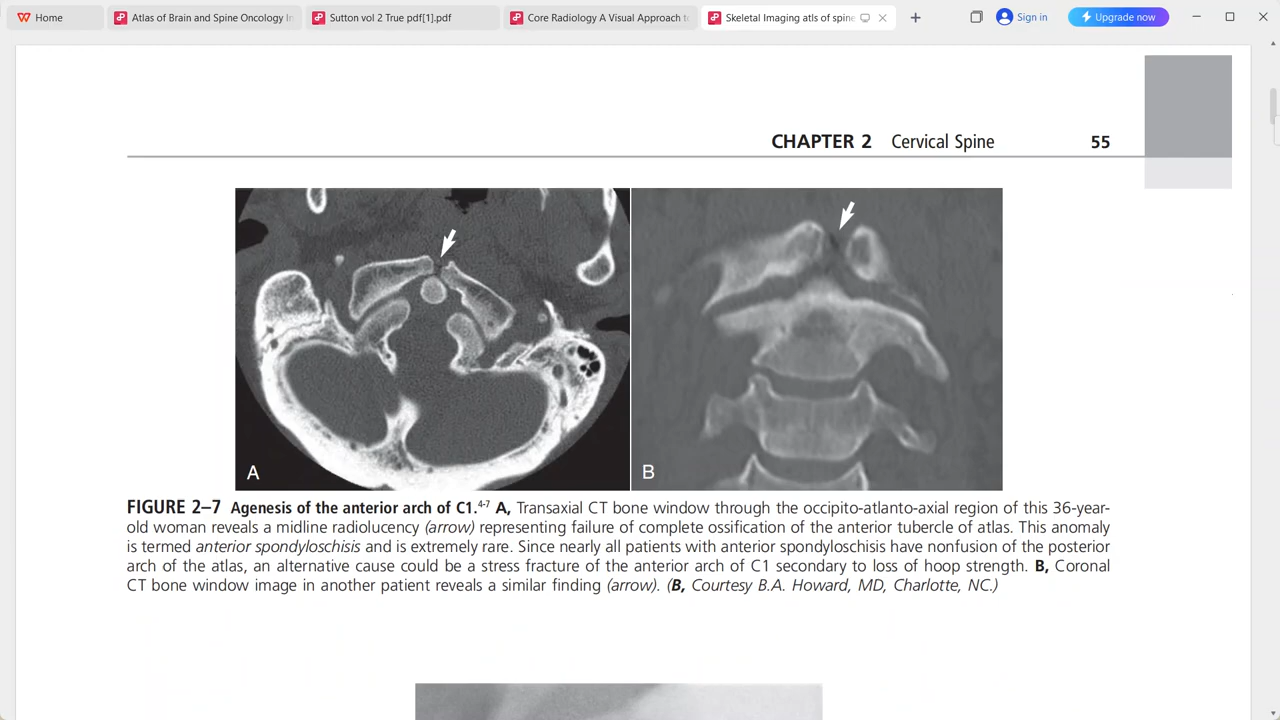 Home
Atlas of Brain and Spine Oncology In
Sutton vol 2 True pdf[1].pdf
Core Radiology A Visual Approach to
Skeletal Imaging atls of spine
Sign in
Upgrade now
CHAPTER 2 Cervical Spine 55
A
B
FIGURE 2–7 Agenesis of the anterior arch of C1.4-7 A, Transaxial CT bone window through the occipito-atlanto-axial region of this 36-year-
old woman reveals a midline radiolucency (arrow) representing failure of complete ossification of the anterior tubercle of atlas. This anomaly
is termed anterior spondyloschisis and is extremely rare. Since nearly all patients with anterior spondyloschisis have nonfusion of the posterior
arch of the atlas, an alternative cause could be a stress fracture of the anterior arch of C1 secondary to loss of hoop strength. B, Coronal
CT bone window image in another patient reveals a similar finding (arrow). (B, Courtesy B.A. Howard, MD, Charlotte, NC.)